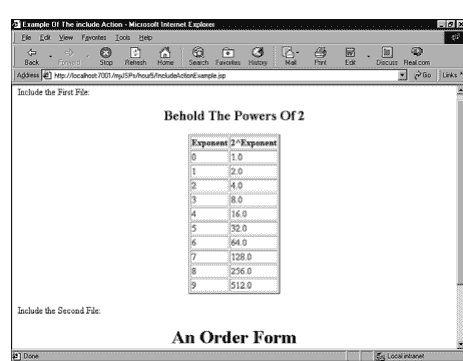 Example Of The include Action - Microsoft Internet Explorer
File Edit View Favorites Tools Help
Back Forward Stop Refresh Home Search Favorites History Mail Print Edit Discuss Real.com
Address http://localhost:7001/myJSPs/hour5/IncludeActionExample.jsp Go Links
Include the First File:
Behold The Powers Of 2
Exponent 2^Exponent
0 1.0
1 2.0
2 4.0
3 8.0
4 16.0
5 32.0
6 64.0
7 128.0
8 256.0
9 512.0
Include the Second File:
An Order Form
Done Local intranet